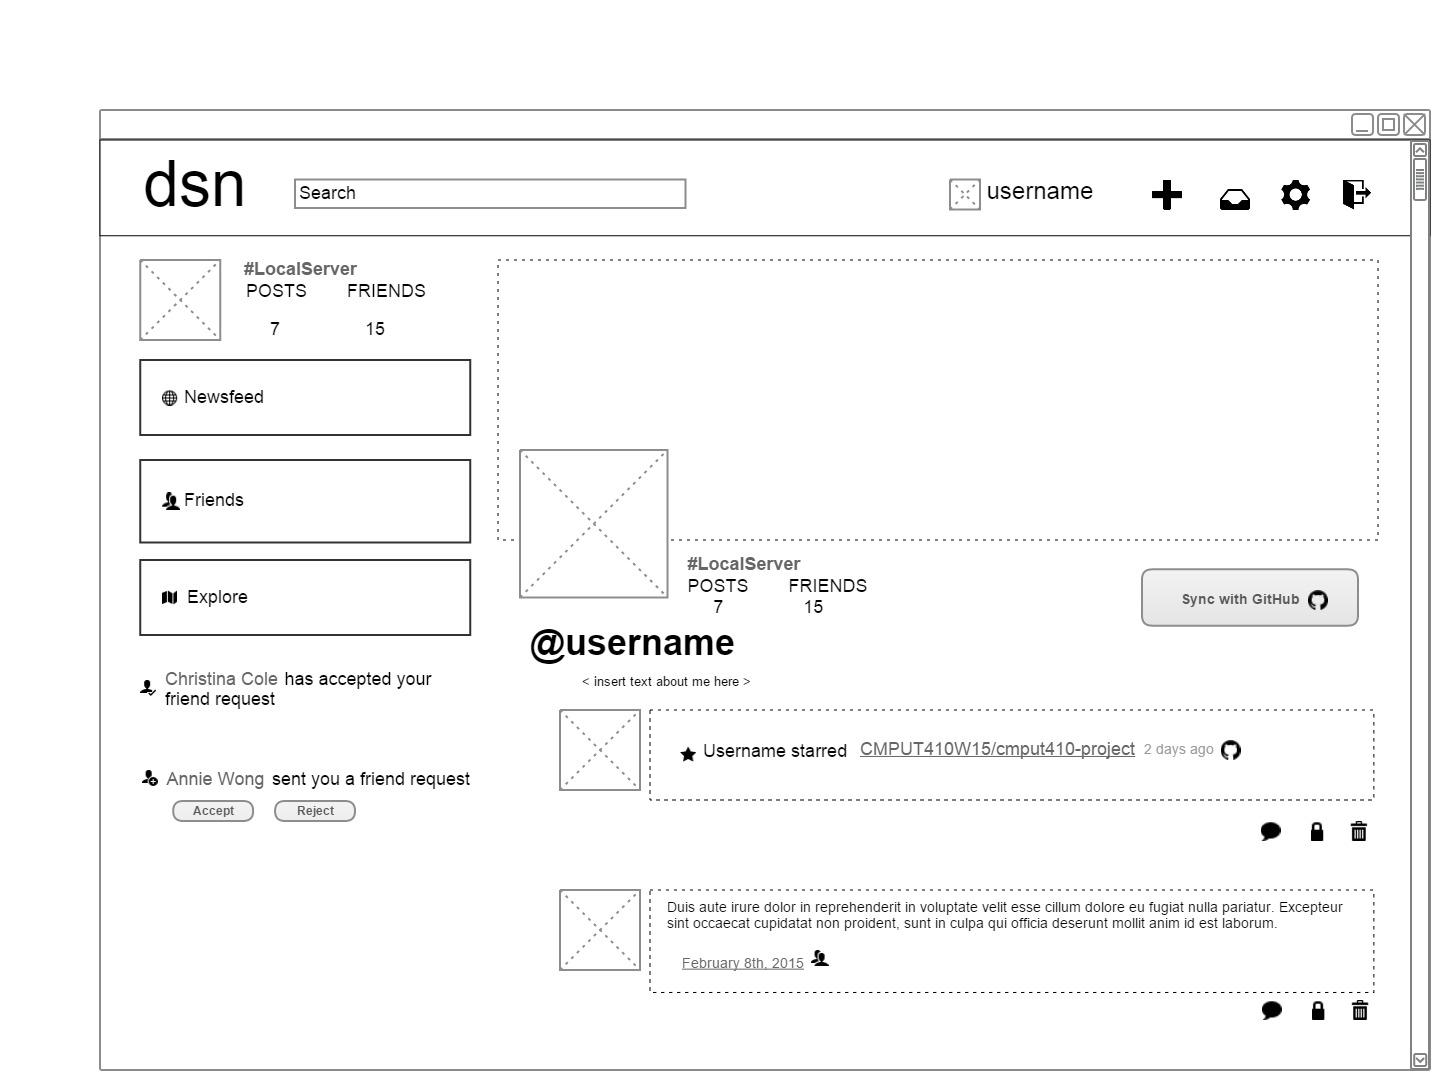 dsn
Search
username
#LocalServer
POSTS FRIENDS
7 15
Newsfeed
Friends
Explore
Christina Cole has accepted your
friend request
Annie Wong sent you a friend request
Accept Reject
#LocalServer
POSTS FRIENDS
7 15
Sync with GitHub
@username
< insert text about me here >
Username starred CMPUT410W15/cmput410-project 2 days ago
Duis aute irure dolor in reprehenderit in voluptate velit esse cillum dolore eu fugiat nulla pariatur. Excepteur
sint occaecat cupidatat non proident, sunt in culpa qui officia deserunt mollit anim id est laborum.
February 8th, 2015